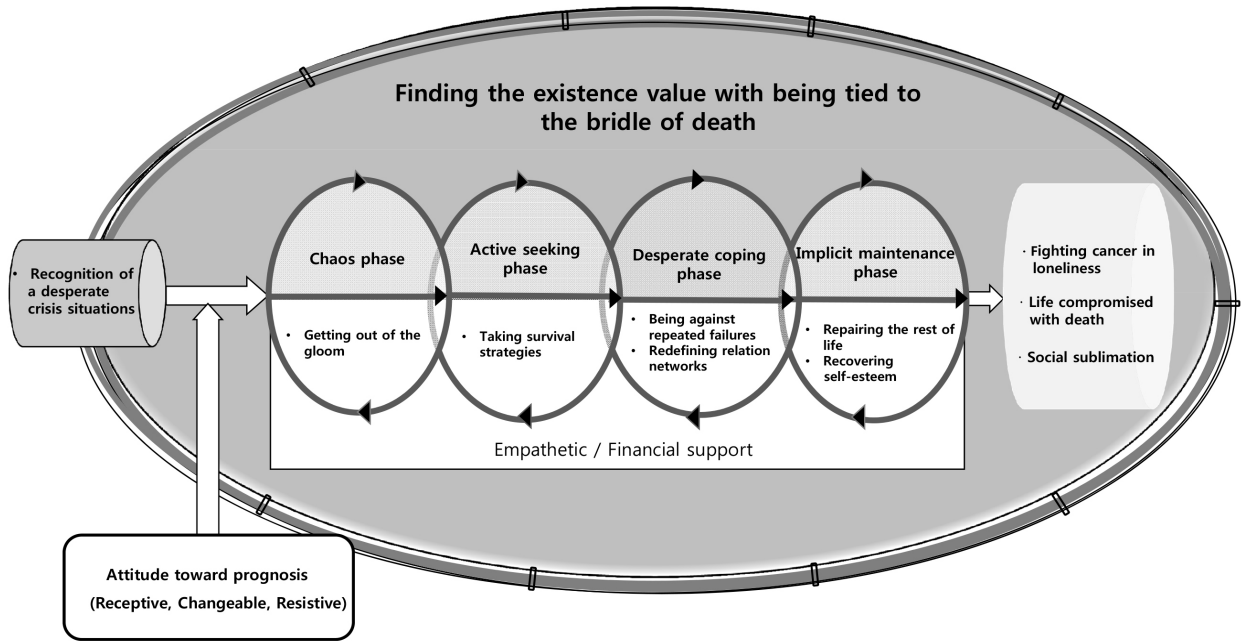 Finding the existence value with being tied to
the bridle of death
• Recognition of
a desperate
crisis situations
Chaos phase
• Getting out of the
gloom
Active seeking
phase
• Taking survival
strategies
Desperate coping
phase
• Being against
repeated failures
• Redefining relation
networks
Implicit maintenance
phase
• Repairing the rest of
life
• Recovering
self-esteem
· Fighting cancer in
loneliness
· Life compromised
with death
· Social sublimation
Empathetic / Financial support
Attitude toward prognosis
(Receptive, Changeable, Resistive)